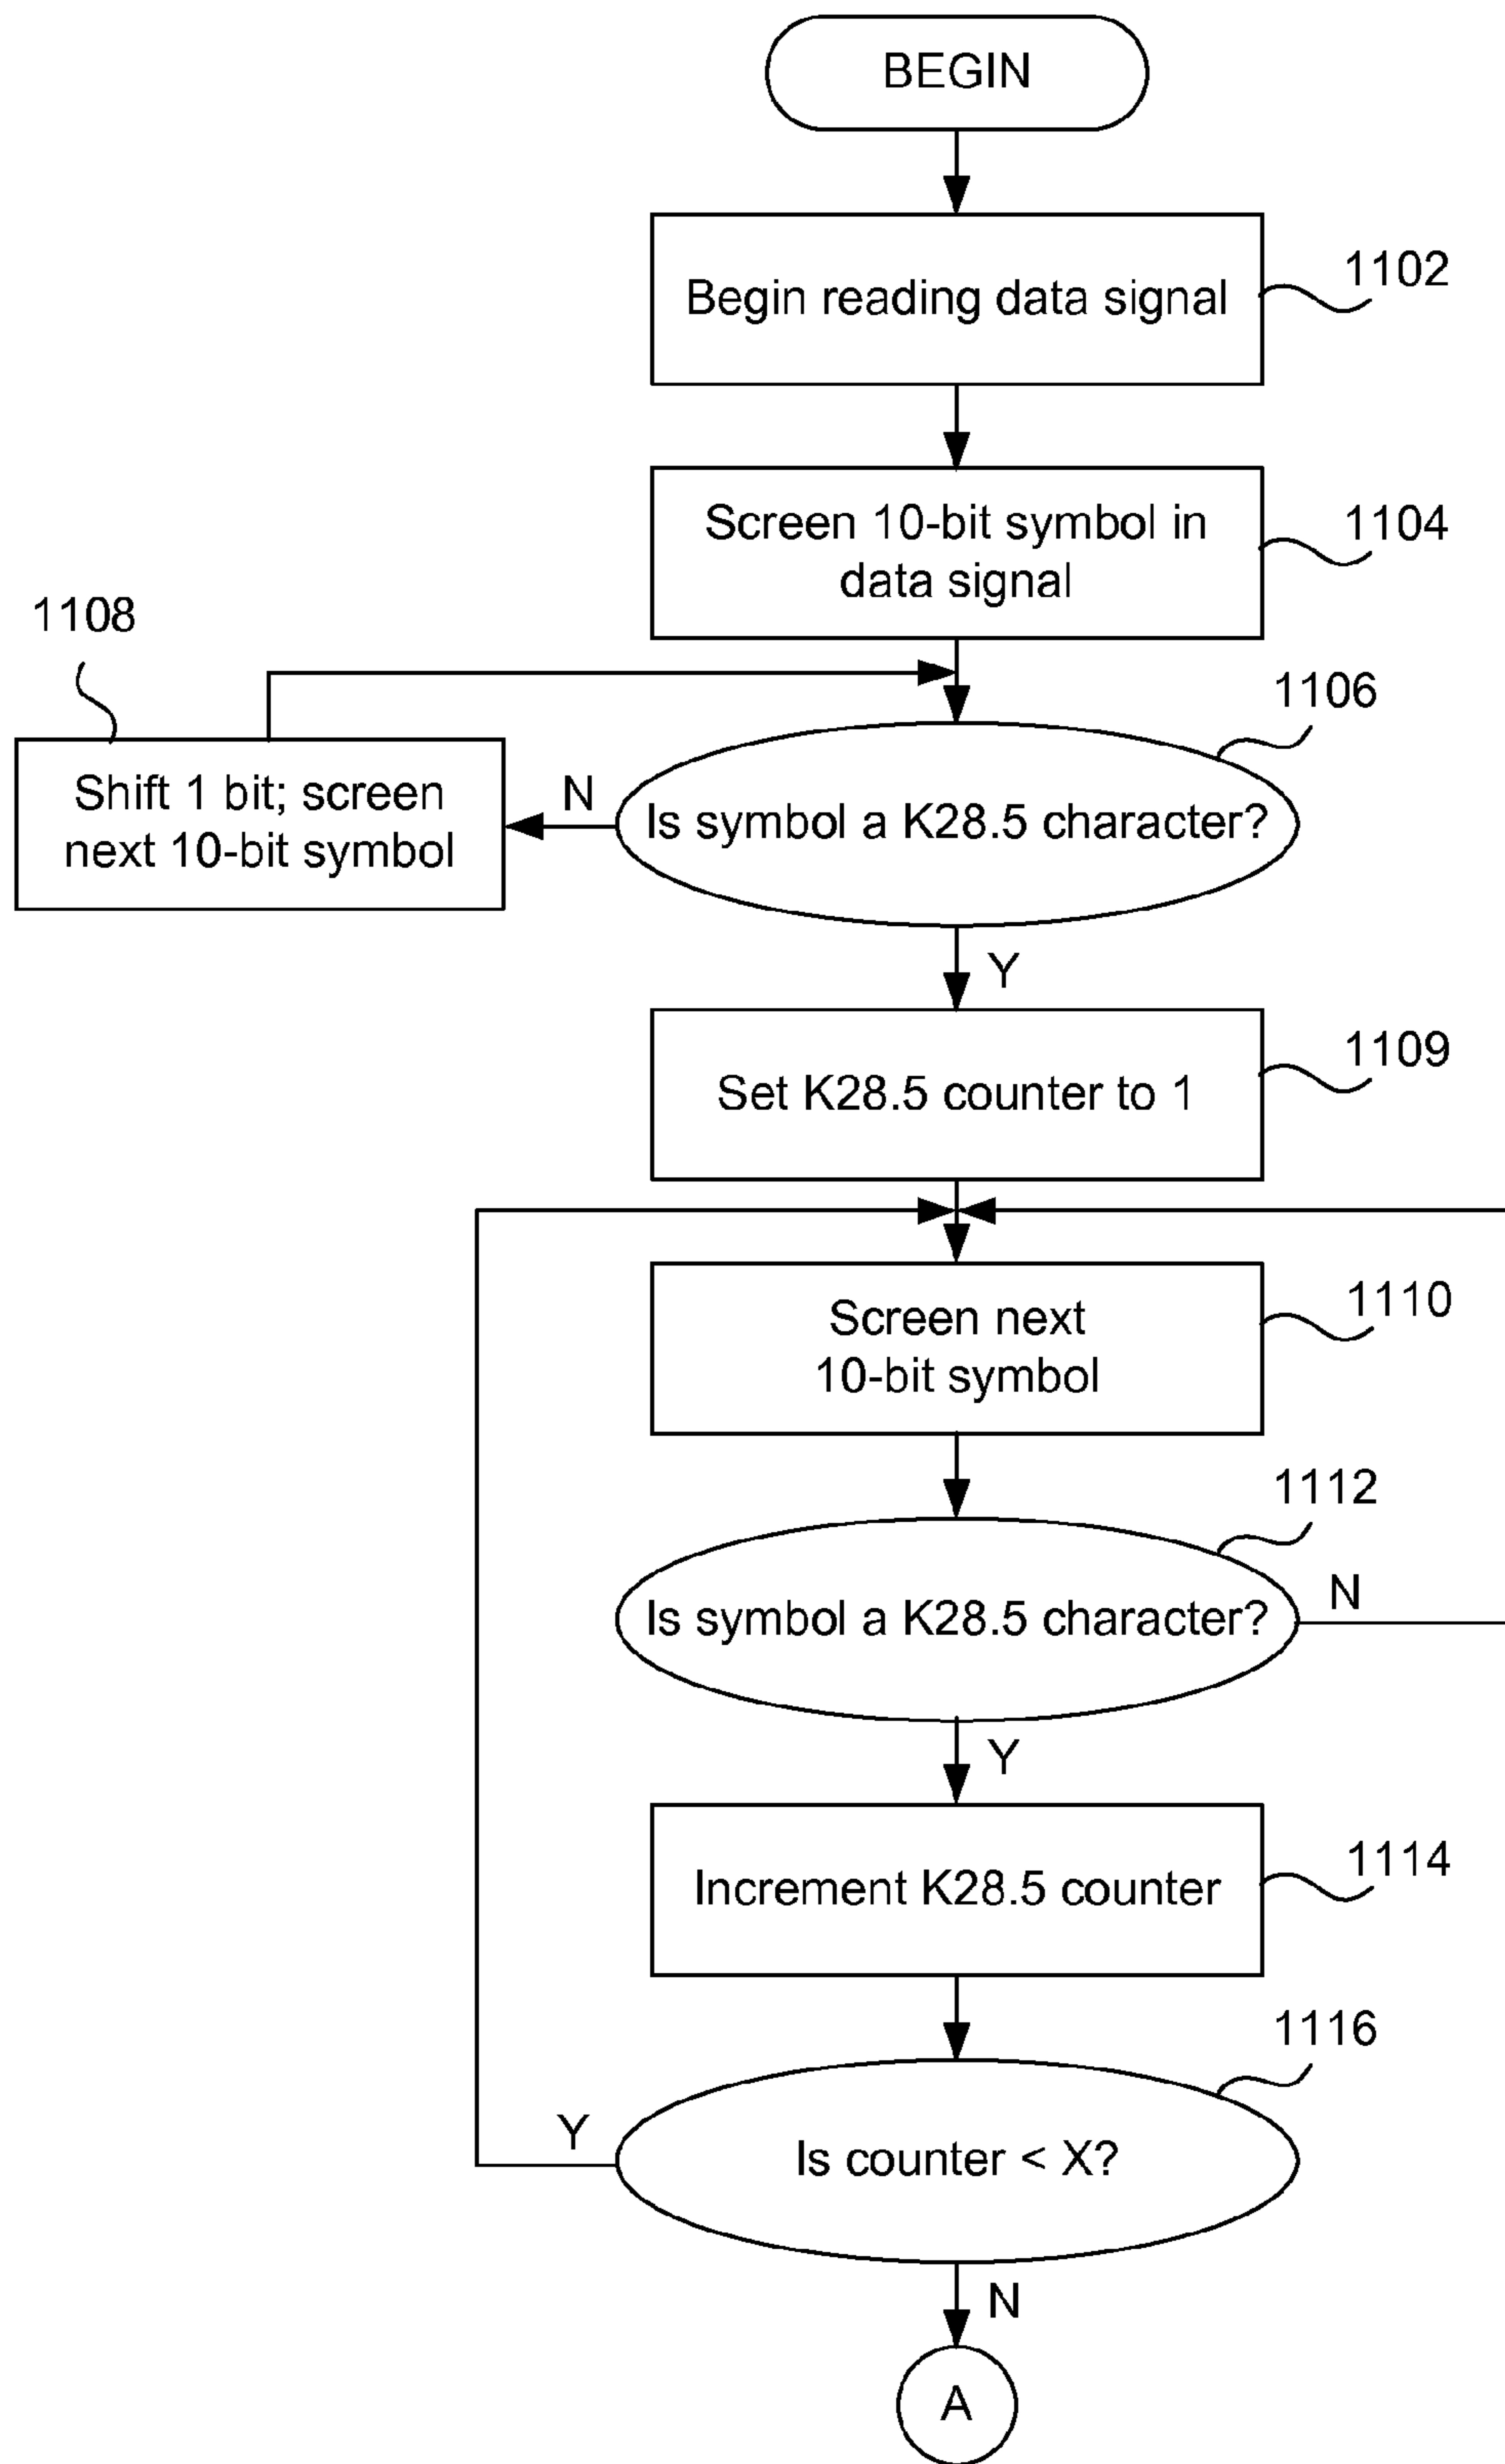 BEGIN
Begin reading data signal
1102
Screen 10-bit symbol in
data signal
1104
1108
Shift 1 bit; screen
next 10-bit symbol
N
1106
Is symbol a K28.5 character?
Y
Set K28.5 counter to 1
1109
Screen next
10-bit symbol
1110
1112
Is symbol a K28.5 character?
N
Y
Increment K28.5 counter
1114
1116
Y
Is counter < X?
N
A